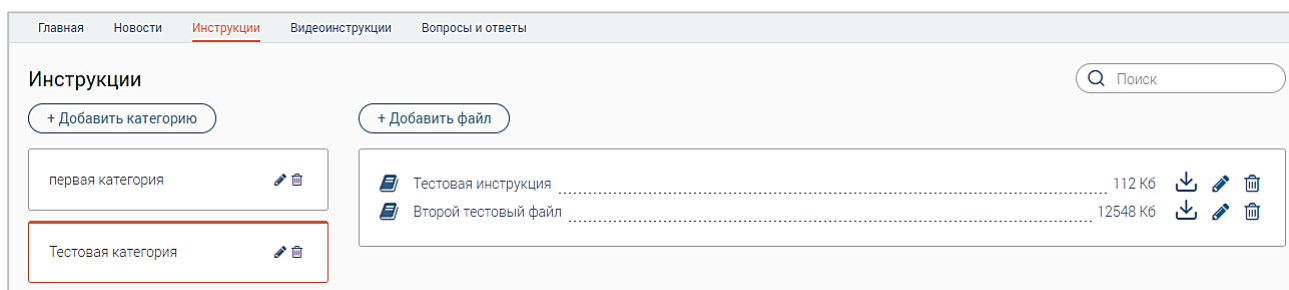 Главная Новости Инструкции Видеоинструкции Вопросы и ответы
Инструкции
Поиск
+ Добавить категорию
+ Добавить файл
первая категория
Тестовая категория
Тестовая инструкция 112 Кб
Второй тестовый файл 12548 Кб